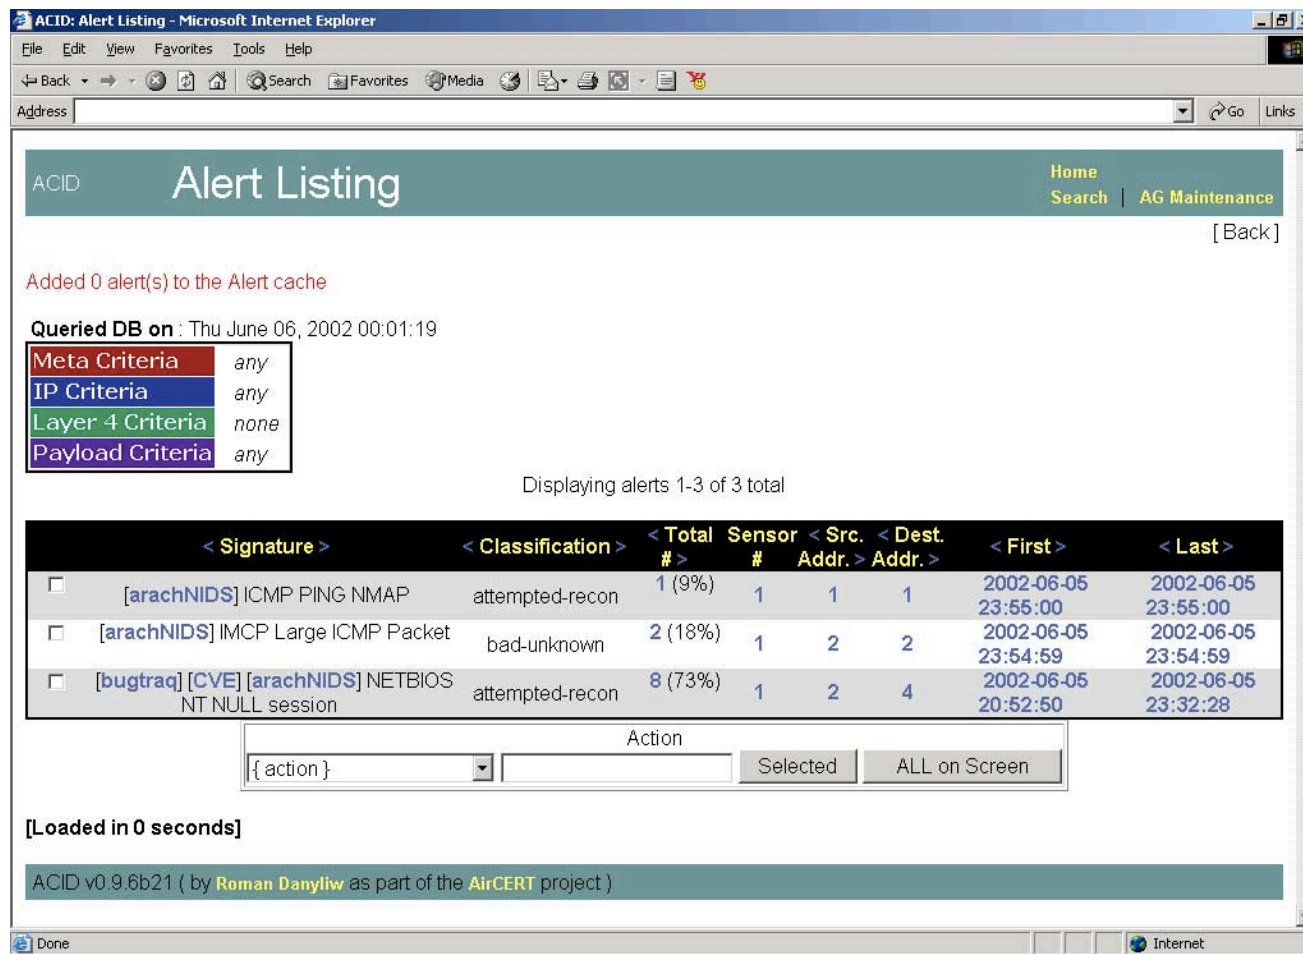 ACID: Alert Listing - Microsoft Internet Explorer
File Edit View Favorites Tools Help
Back Search Favorites Media
Address Go Links
ACID Alert Listing Home
Search | AG Maintenance
[ Back ]
Added 0 alert(s) to the Alert cache
Queried DB on : Thu June 06, 2002 00:01:19
Meta Criteria any
IP Criteria any
Layer 4 Criteria none
Payload Criteria any
Displaying alerts 1-3 of 3 total
< Signature > < Classification > < Total # > Sensor # < Src. Addr. > < Dest. Addr. > < First > < Last >
[arachNIDS] ICMP PING NMAP attempted-recon 1 (9%) 1 1 1 2002-06-05 23:55:00 2002-06-05 23:55:00
[arachNIDS] IMCP Large ICMP Packet bad-unknown 2 (18%) 1 2 2 2002-06-05 23:54:59 2002-06-05 23:54:59
[bugtraq] [CVE] [arachNIDS] NETBIOS NT NULL session attempted-recon 8 (73%) 1 2 4 2002-06-05 20:52:50 2002-06-05 23:32:28
Action
{ action } Selected ALL on Screen
[Loaded in 0 seconds]
ACID v0.9.6b21 ( by Roman Danyliw as part of the AirCERT project )
Done Internet